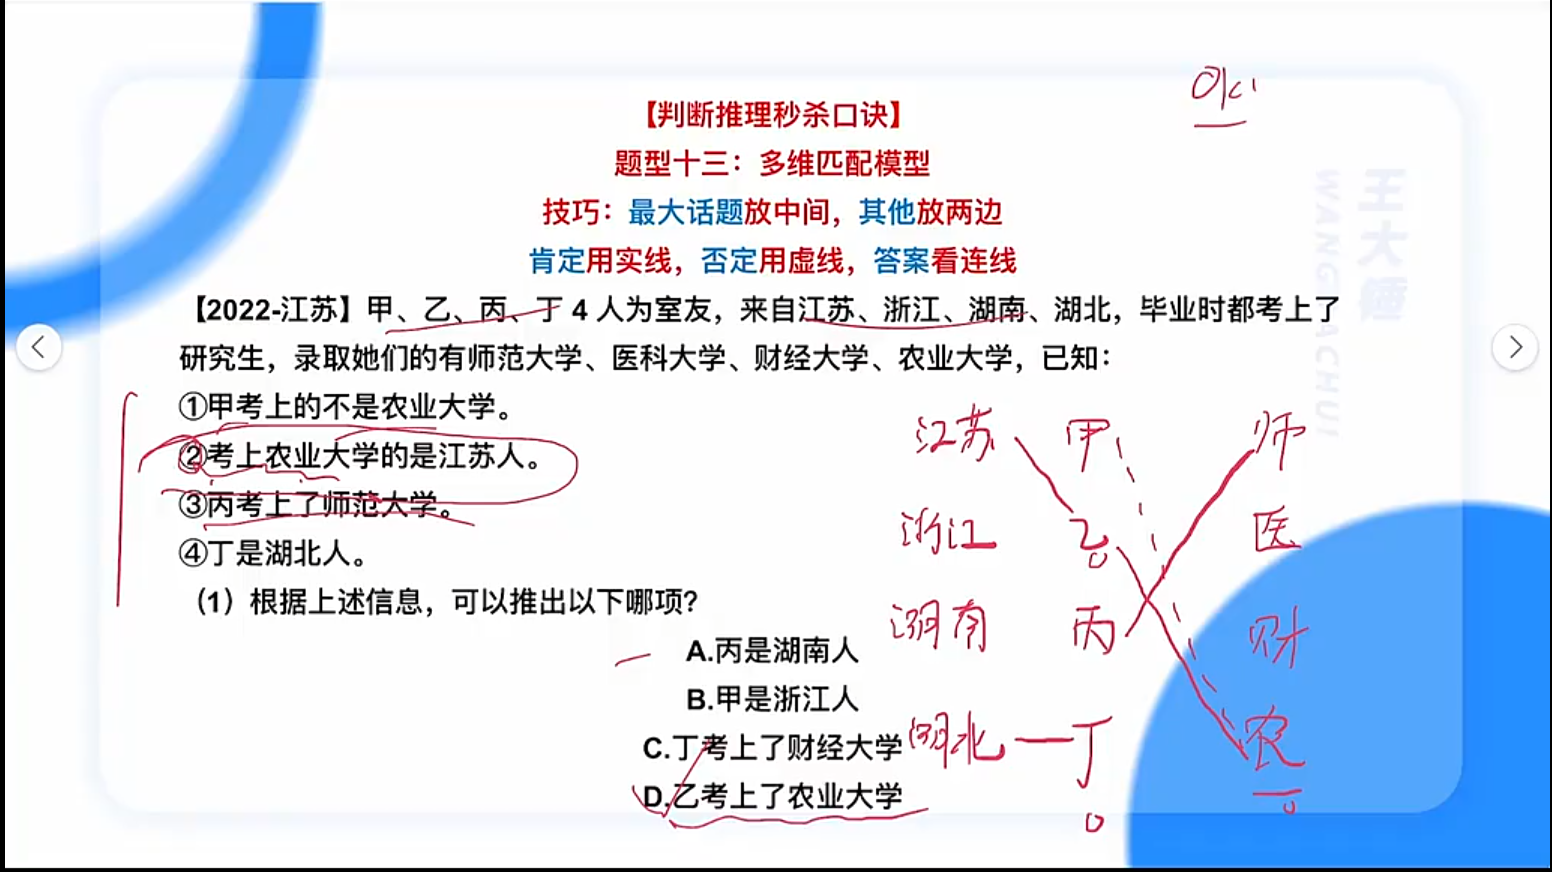 Oki
【判断推理秒杀口诀】
题型十三：多维匹配模型
技巧：最大话题放中间，其他放两边
肯定用实线，否定用虚线，答案看连线
【2022-江苏】甲、乙、丙、丁 4 人为室友，来自江苏、浙江、湖南、湖北，毕业时都考上了
研究生，录取她们的有师范大学、医科大学、财经大学、农业大学，已知：
①甲考上的不是农业大学。
②考上农业大学的是江苏人。
③丙考上了师范大学。
④丁是湖北人。
（1）根据上述信息，可以推出以下哪项？
A.丙是湖南人
B.甲是浙江人
C.丁考上了财经大学
D.乙考上了农业大学
江苏 甲 师
浙江 乙 医
湖南 丙 财
湖北 丁 农
王大锤
WANGDACHUI